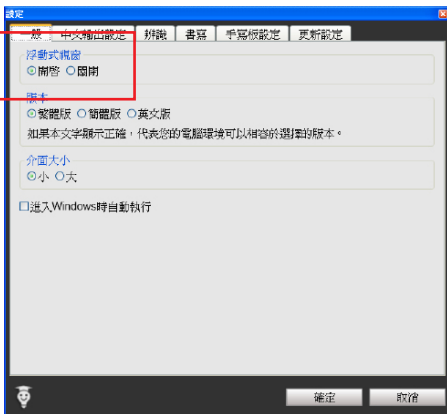 設定
一般 中文輸出設定 辨識 書寫 手寫板設定 更新設定
浮動式視窗
開啓 關閉
版本
繁體版 簡體版 英文版
如果本文字顯示正確，代表您的電腦環境可以相容於選擇的版本。
介面大小
小 大
進入Windows時自動執行
確定 取消